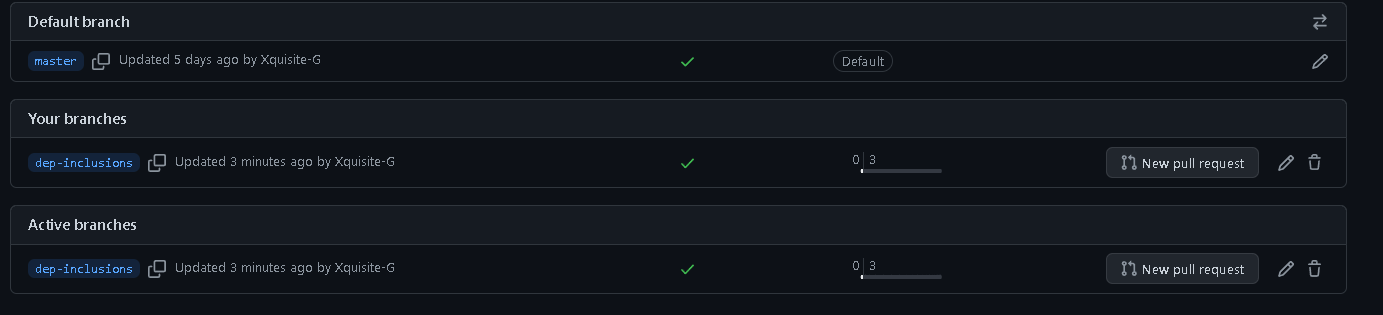 Default branch
master Updated 5 days ago by Xquisite-G Default
Your branches
dep-inclusions Updated 3 minutes ago by Xquisite-G 0 3 New pull request
Active branches
dep-inclusions Updated 3 minutes ago by Xquisite-G 0 3 New pull request